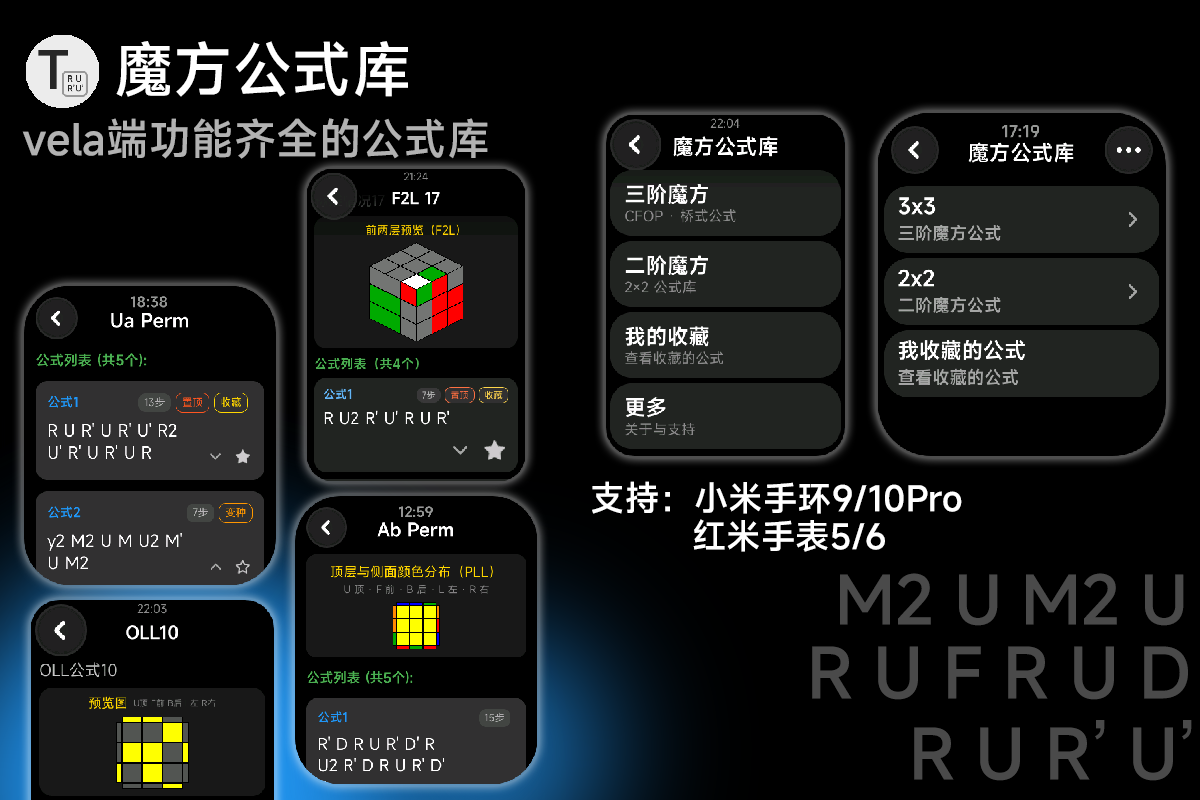 T
R U
R'U'
魔方公式库
vela端功能齐全的公式库
18:38
Ua Perm
公式列表 (共5个):
公式1 13步 置顶 收藏
R U R' U R' U' R2
U' R' U R' U R
公式2 7步 变种
y2 M2 U M U2 M'
U M2
22:03
OLL10
OLL公式10
预览图
21:24
F2L 17
前两层预览（F2L）
公式列表（共4个）
公式1 7步 置顶 收藏
R U2 R' U' R U R'
12:59
Ab Perm
顶层与侧面颜色分布（PLL）
U 顶 · F 前 · B 后 · L 左 · R 右
公式列表 (共5个):
公式1 15步
R' D R U R' D' R
U2 R' D R U R' D'
22:04
魔方公式库
三阶魔方
CFOP · 桥式公式
二阶魔方
2×2 公式库
我的收藏
查看收藏的公式
更多
关于与支持
17:19
魔方公式库
3x3
三阶魔方公式
2x2
二阶魔方公式
我收藏的公式
查看收藏的公式
支持：小米手环9/10Pro
红米手表5/6
M2 U M2 U
R U F R U D
R U R' U'